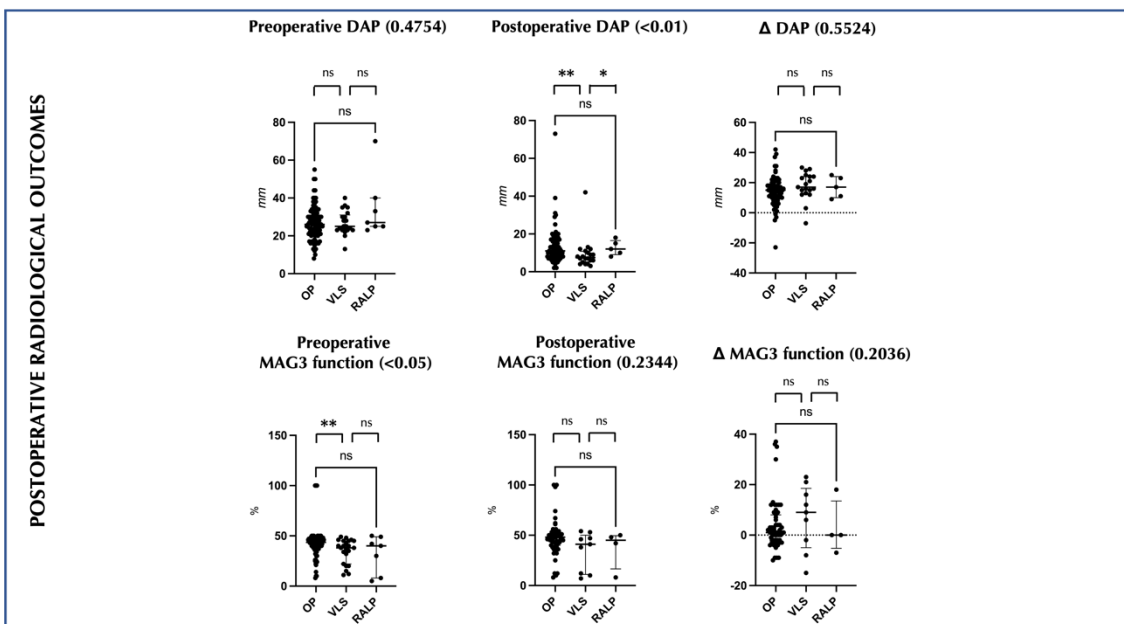 POSTOPERATIVE RADIOLOGICAL OUTCOMES
Preoperative DAP (0.4754)
ns
ns
ns
80
60
40
20
0
mm
OP
VLS
RALP
Postoperative DAP (<0.01)
**
*
ns
80
60
40
20
0
mm
OP
VLS
RALP
Δ DAP (0.5524)
ns
ns
ns
60
40
20
0
-20
-40
mm
OP
VLS
RALP
Preoperative
MAG3 function (<0.05)
**
ns
ns
150
100
50
0
%
OP
VLS
RALP
Postoperative
MAG3 function (0.2344)
ns
ns
ns
150
100
50
0
%
OP
VLS
RALP
Δ MAG3 function (0.2036)
ns
ns
ns
40
20
0
-20
%
OP
VLS
RALP